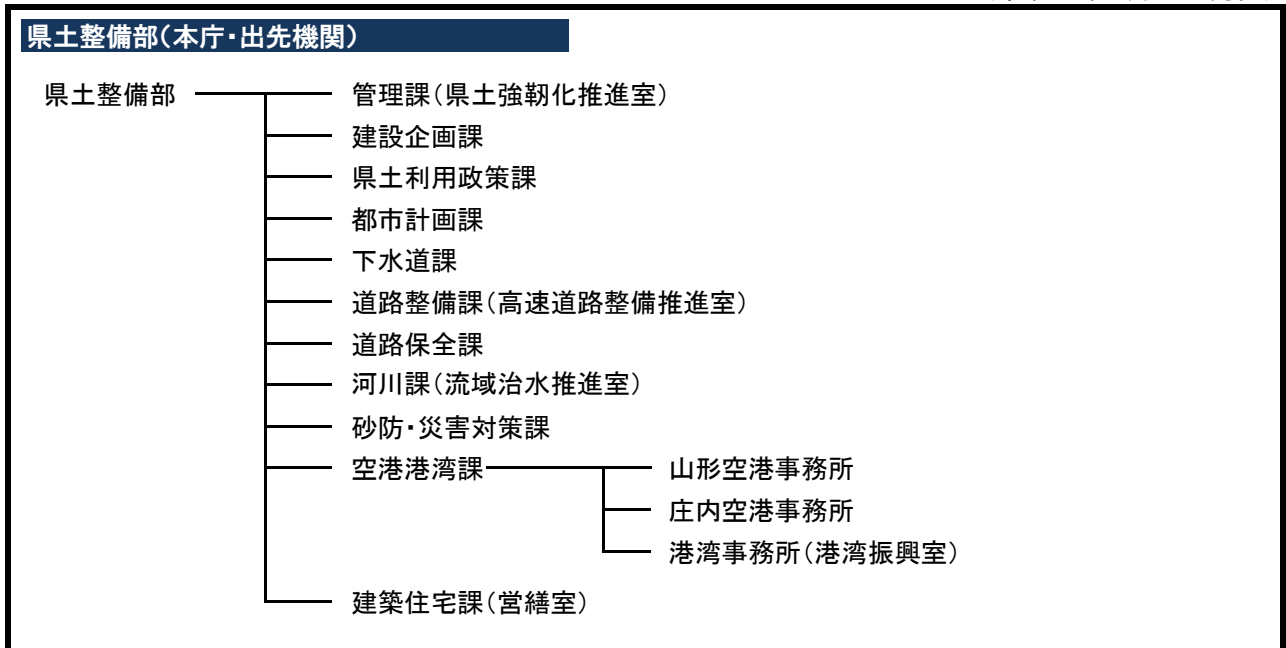 県土整備部(本庁・出先機関)
県土整備部 管理課(県土強靭化推進室)
建設企画課
県土利用政策課
都市計画課
下水道課
道路整備課(高速道路整備推進室)
道路保全課
河川課(流域治水推進室)
砂防・災害対策課
空港港湾課 山形空港事務所
庄内空港事務所
港湾事務所(港湾振興室)
建築住宅課(営繕室)